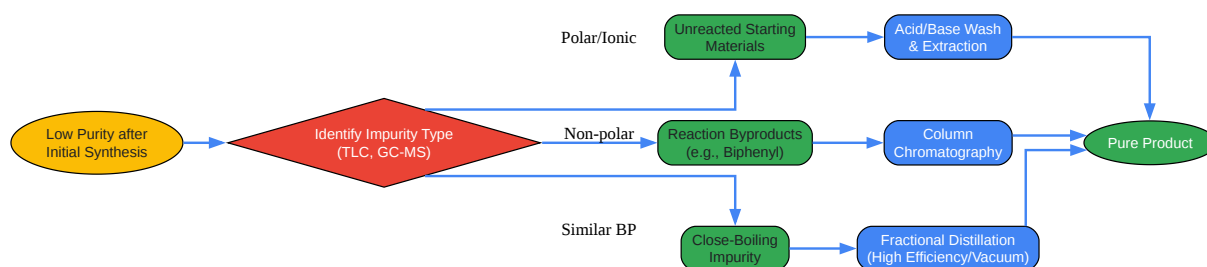 Low Purity after
Initial Synthesis
Identify Impurity Type
(TLC, GC-MS)
Polar/Ionic
Unreacted Starting
Materials
Acid/Base Wash
& Extraction
Non-polar
Reaction Byproducts
(e.g., Biphenyl)
Column
Chromatography
Pure Product
Similar BP
Close-Boiling
Impurity
Fractional Distillation
(High Efficiency/Vacuum)